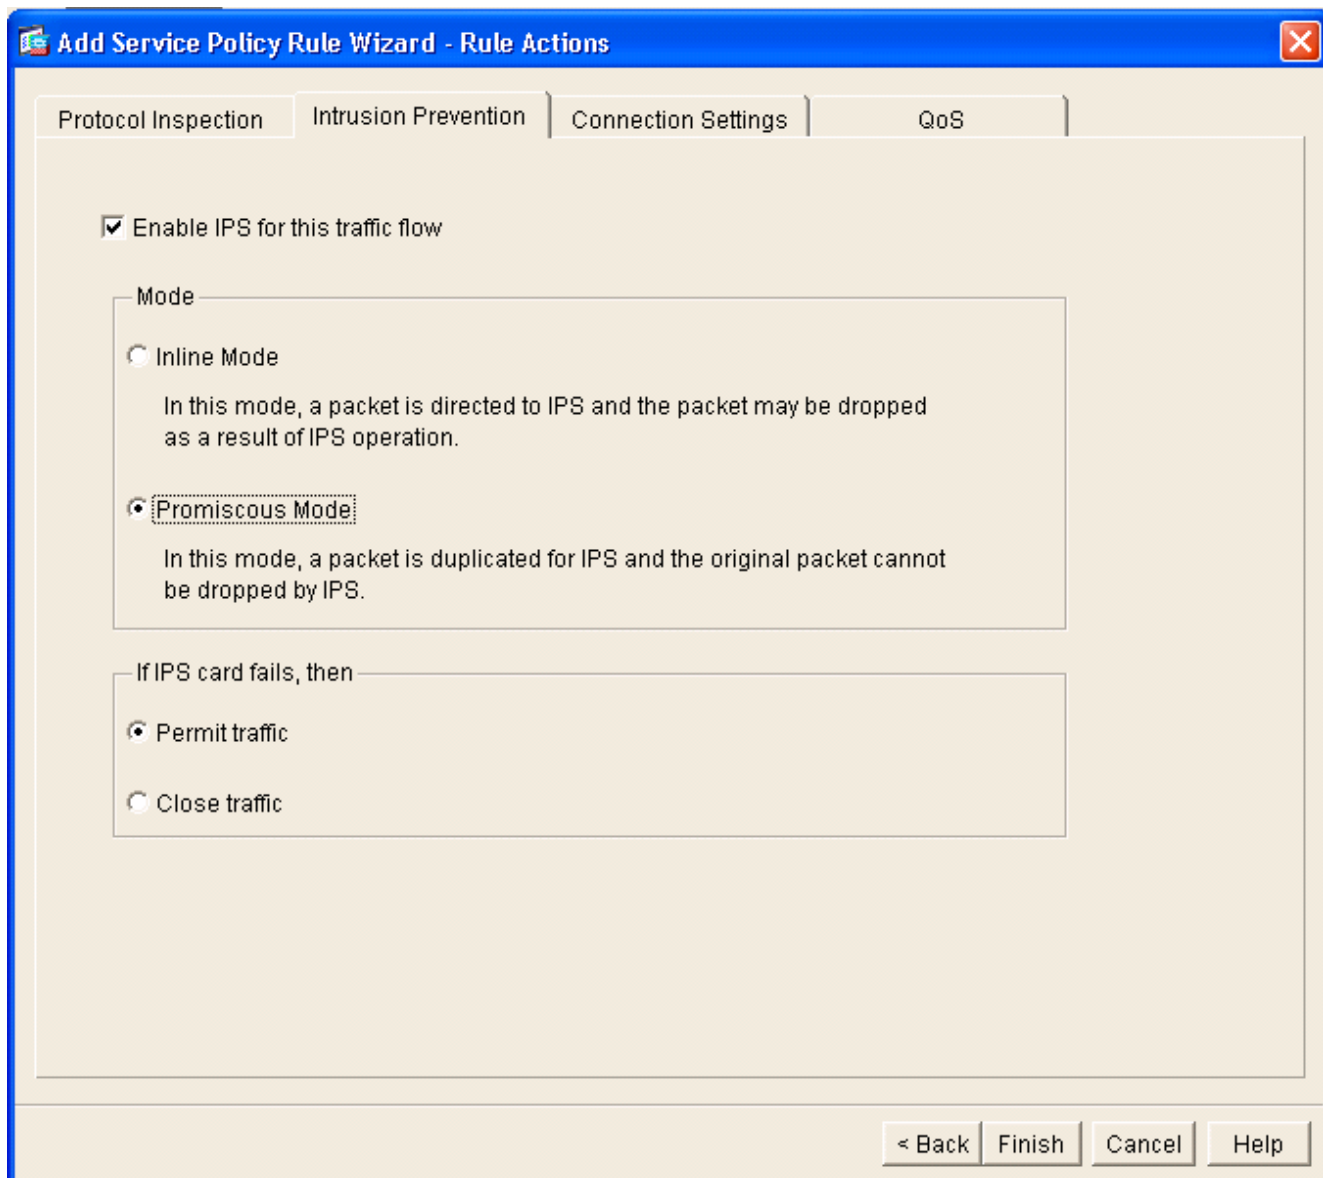 Add Service Policy Rule Wizard - Rule Actions
Protocol Inspection
Intrusion Prevention
Connection Settings
QoS
Enable IPS for this traffic flow
Mode
Inline Mode
In this mode, a packet is directed to IPS and the packet may be dropped
as a result of IPS operation.
Promiscous Mode
In this mode, a packet is duplicated for IPS and the original packet cannot
be dropped by IPS.
If IPS card fails, then
Permit traffic
Close traffic
< Back
Finish
Cancel
Help